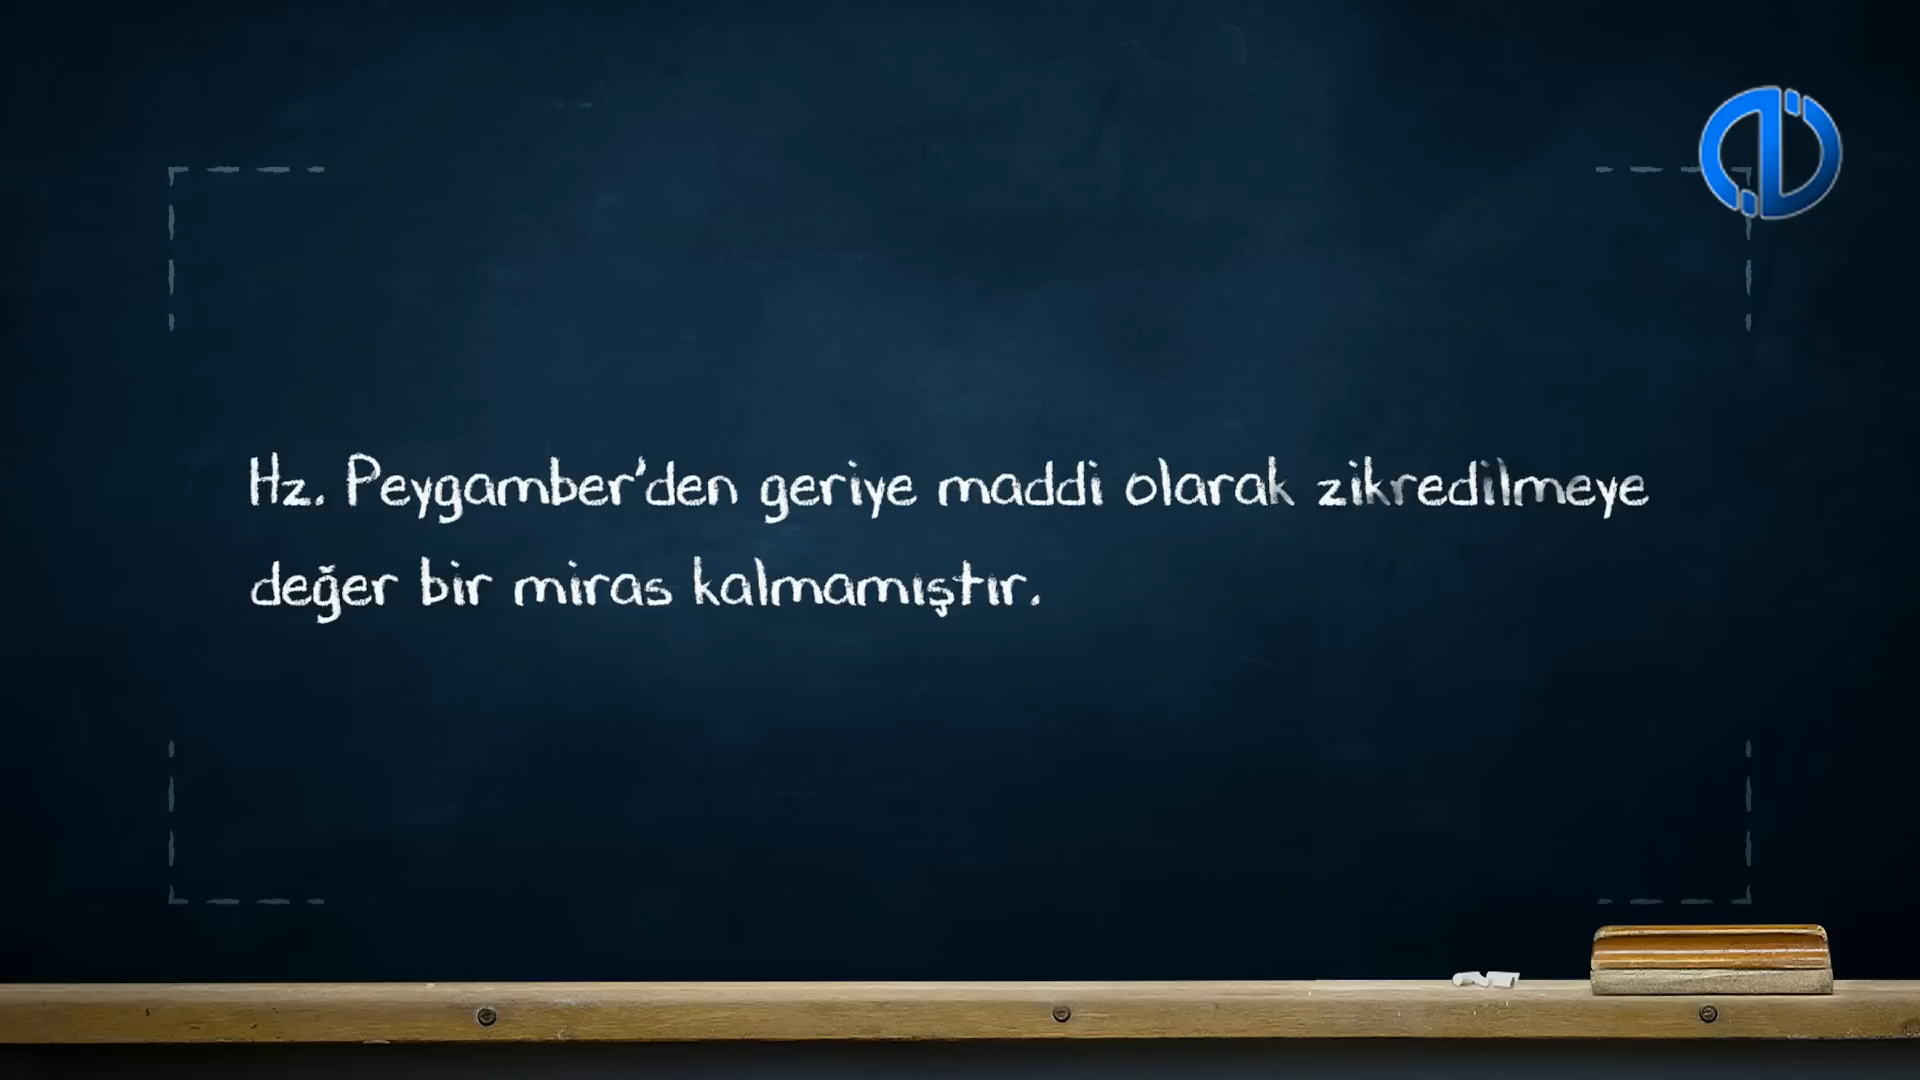 Hz. Peygamber'den geriye maddi olarak zikredilmeye
değer bir miras kalmamıştır.